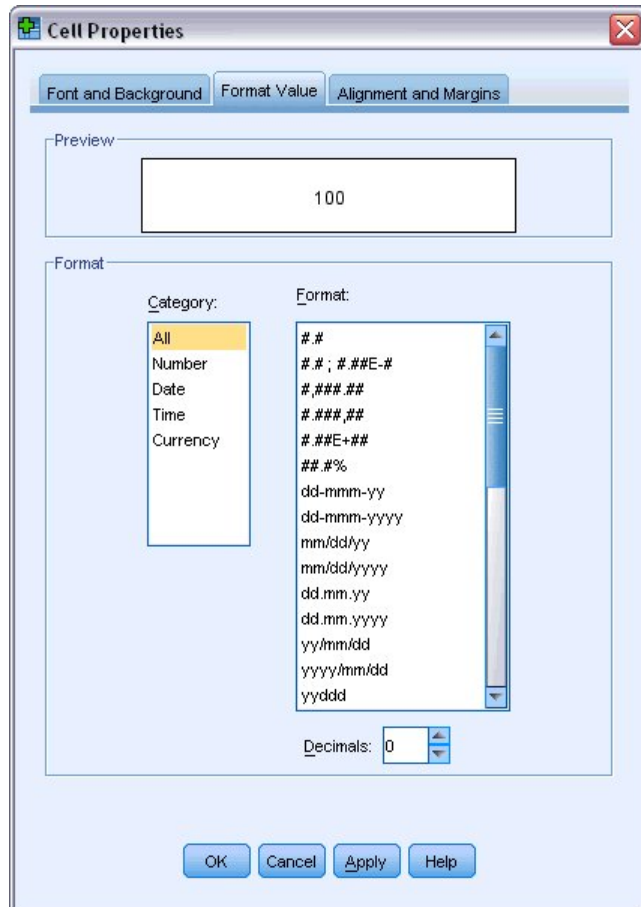 Cell Properties
Font and Background
Format Value
Alignment and Margins
Preview
100
Format
Category:
All
Number
Date
Time
Currency
Format:
#.#
#.# ; #.##E-#
#,###.##
#.###,##
#.##E+##
##.#%
dd-mmm-yy
dd-mmm-yyyy
mm/dd/yy
mm/dd/yyyy
dd.mm.yy
dd.mm.yyyy
yy/mm/dd
yyyy/mm/dd
yyddd
Decimals: 0
OK
Cancel
Apply
Help